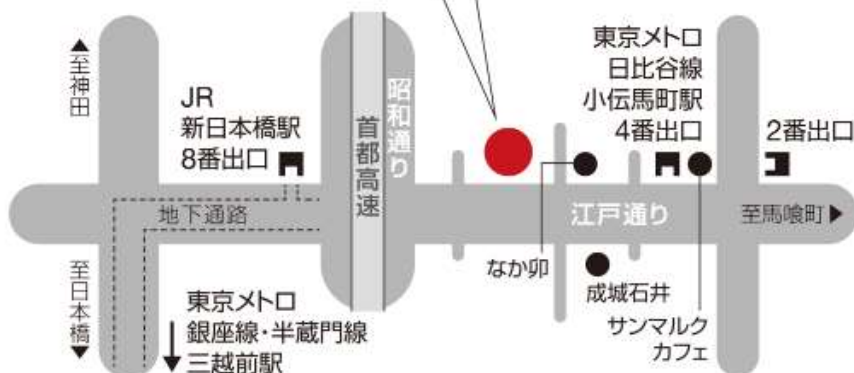 ▲至神田
JR
新日本橋駅
8番出口
昭和通り
首都高速
東京メトロ
日比谷線
小伝馬町駅
4番出口
2番出口
地下通路
江戸通り
至馬喰町▶
至日本橋▼
東京メトロ
銀座線・半蔵門線
三越前駅
なか卯
成城石井
サンマルク
カフェ